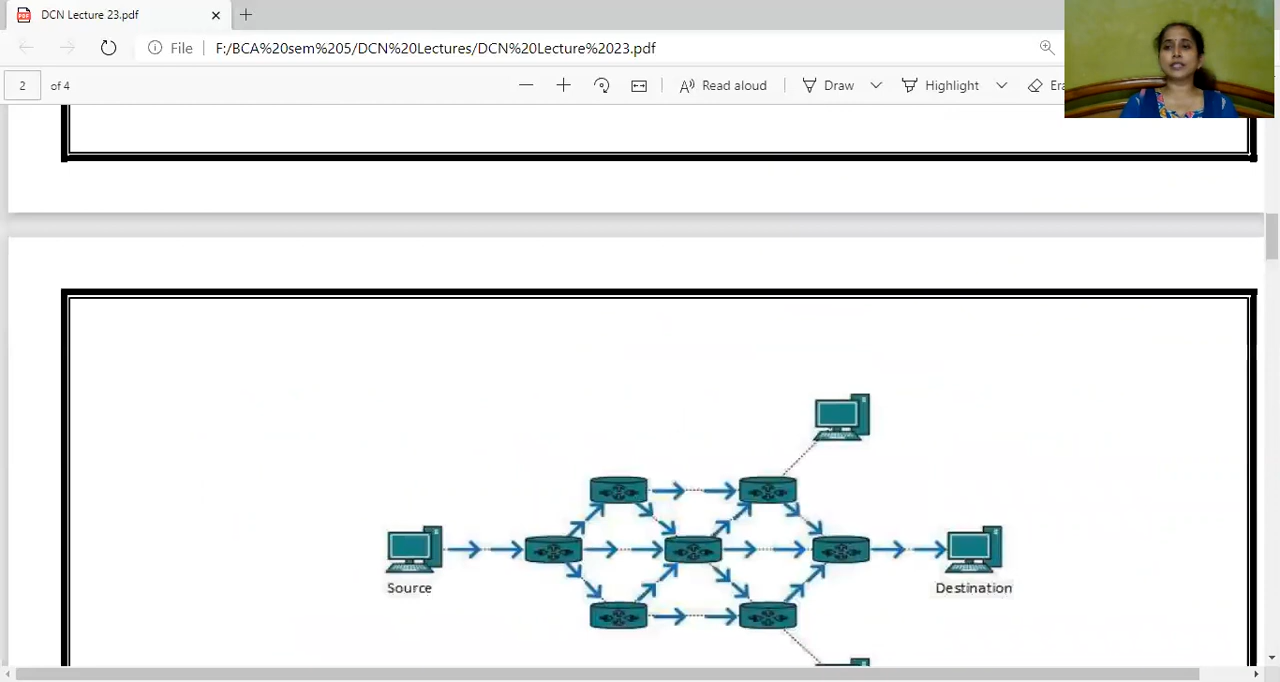 DCN Lecture 23.pdf
File F:/BCA%20sem%205/DCN%20Lectures/DCN%20Lecture%2023.pdf
2 of 4 Read aloud Draw Highlight
Source
Destination